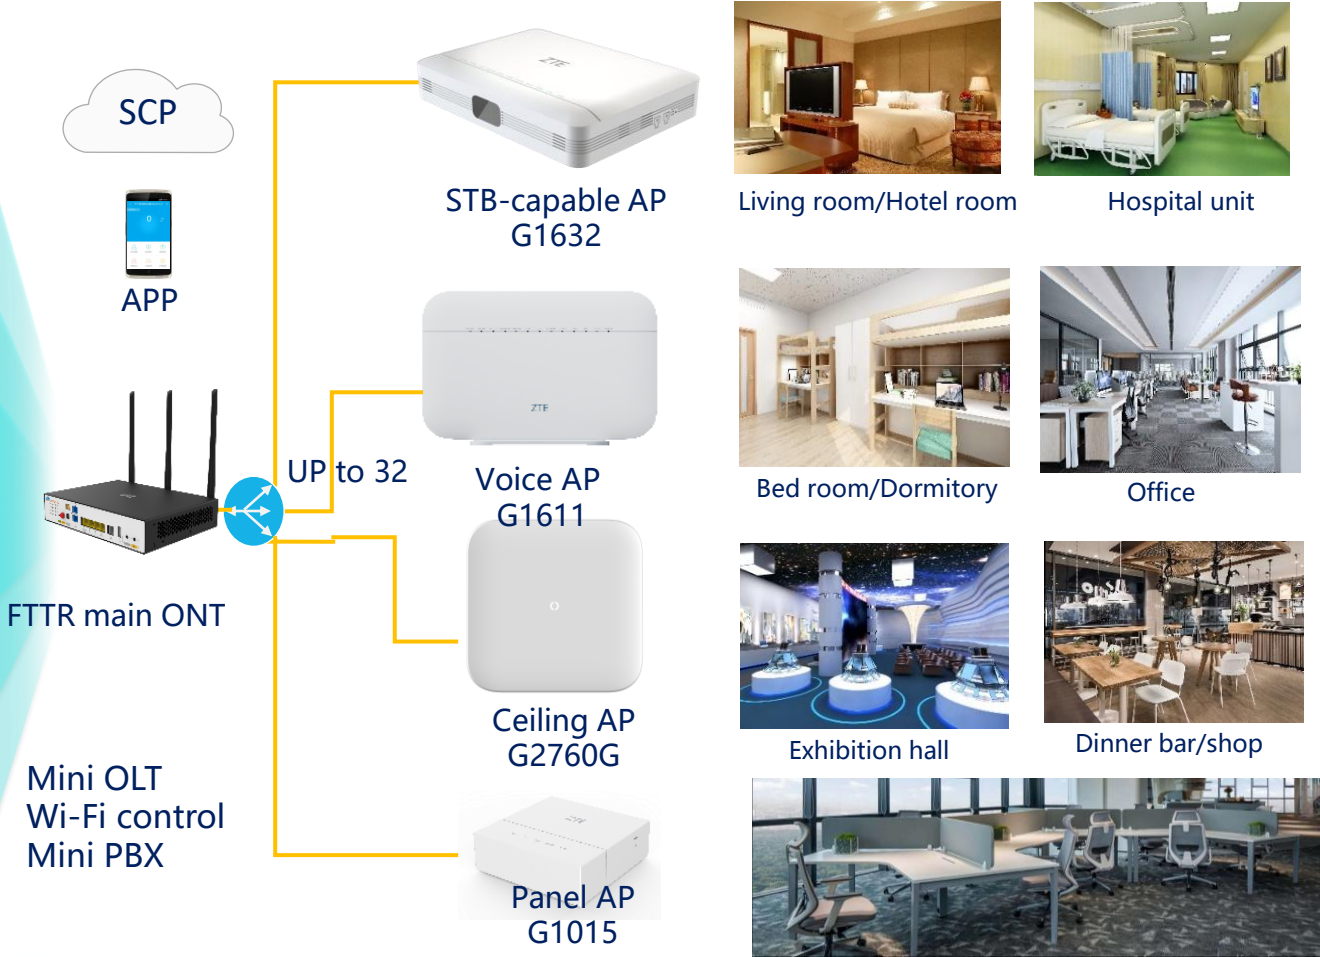 SCP
APP
FTTR main ONT
Mini OLT
Wi-Fi control
Mini PBX
UP to 32
ZTE
STB-capable AP
G1632
ZTE
Voice AP
G1611
Ceiling AP
G2760G
Panel AP
G1015
Living room/Hotel room
Hospital unit
Bed room/Dormitory
Office
Exhibition hall
Dinner bar/shop